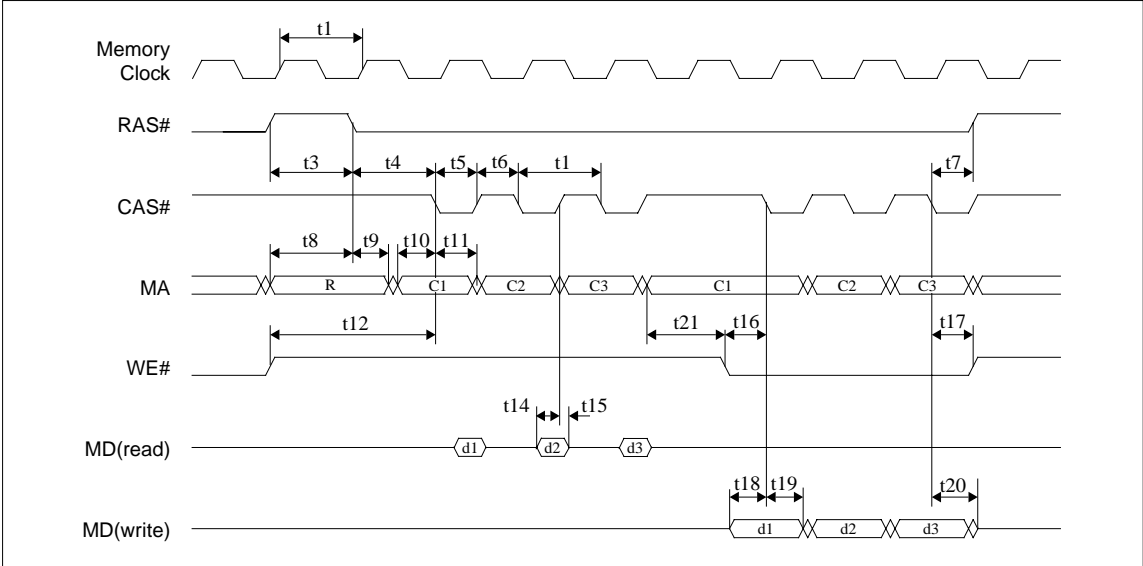 t1
Memory
Clock
RAS#
t3 t4 t5 t6 t1 t7
CAS#
t8 t9 t10 t11
MA R C1 C2 C3 C1 C2 C3
t12 t21 t16 t17
WE#
t14 t15
MD(read) d1 d2 d3
t18 t19 t20
MD(write) d1 d2 d3